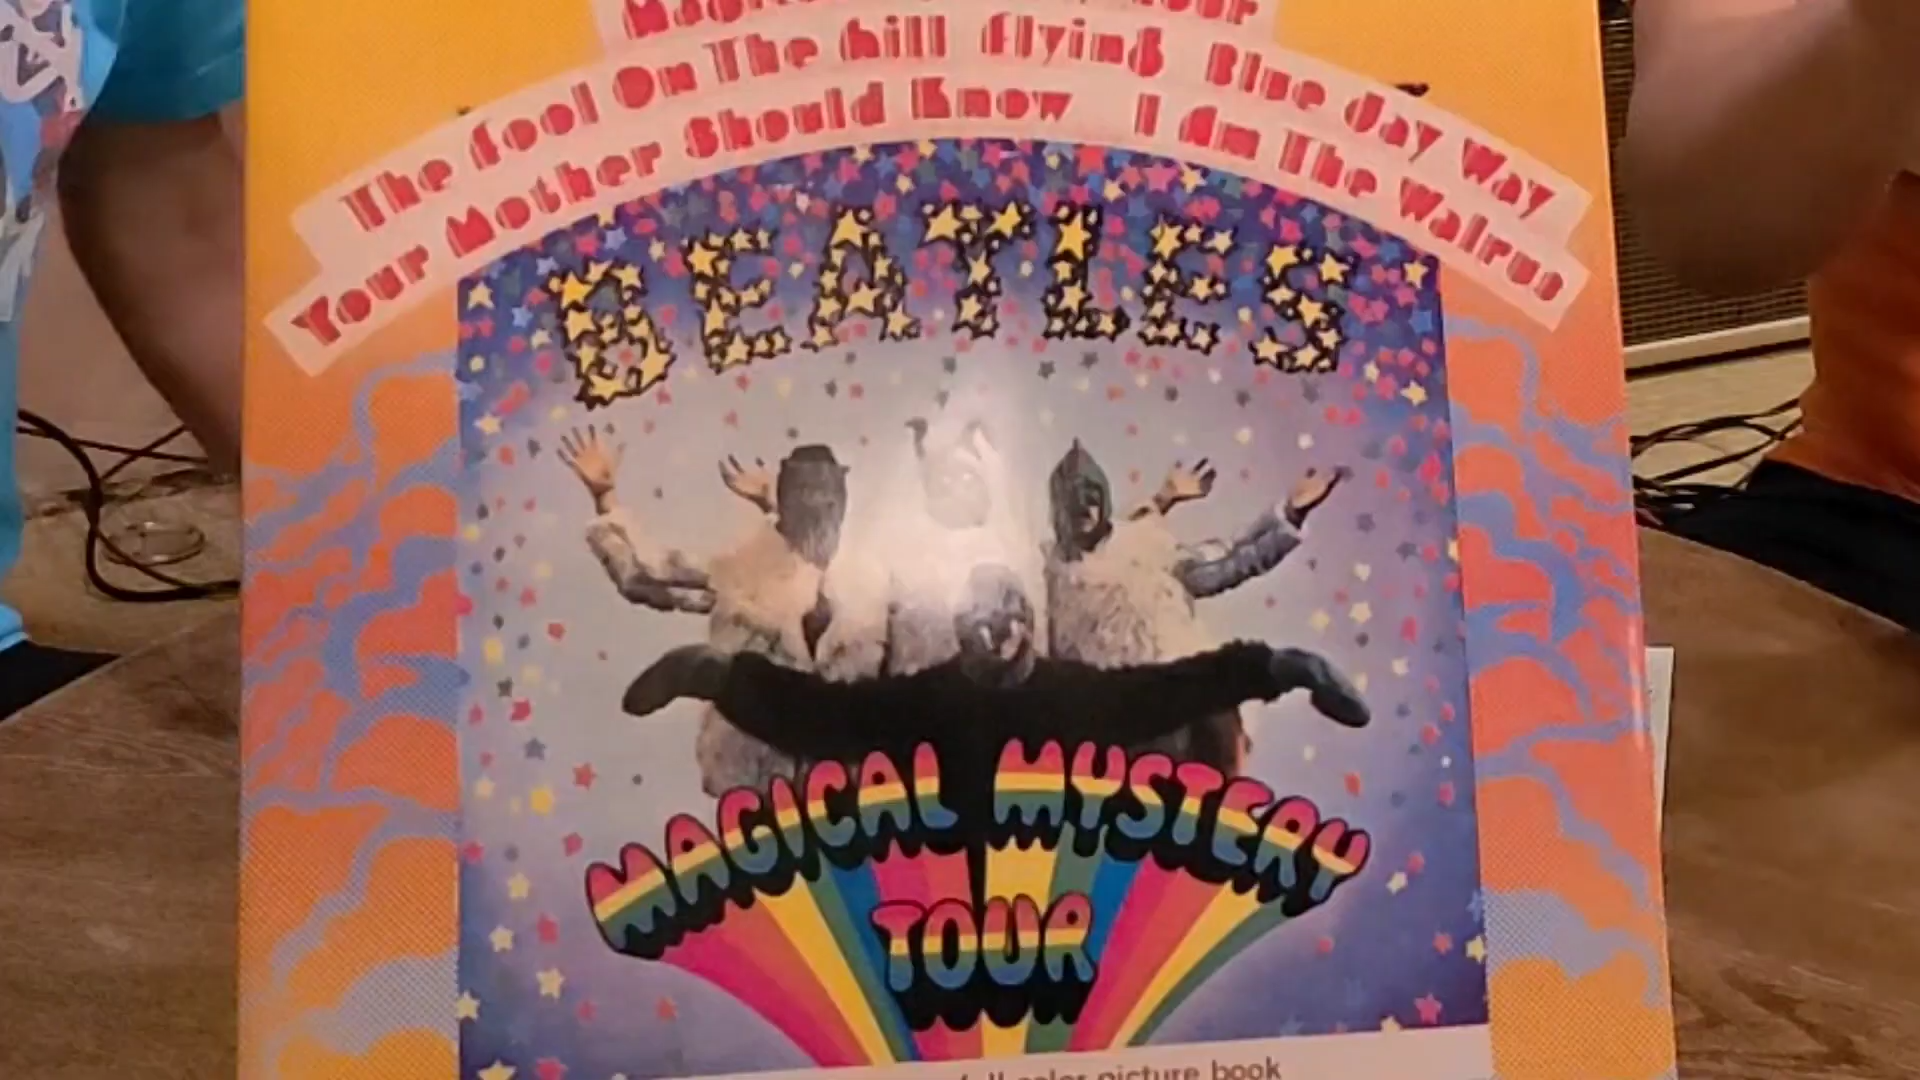 The Fool On The Hill Flying Blue Jay Way
Your Mother Should Know I Am The Walrus
BEATLES
MAGICAL MYSTERY
TOUR
full color picture book